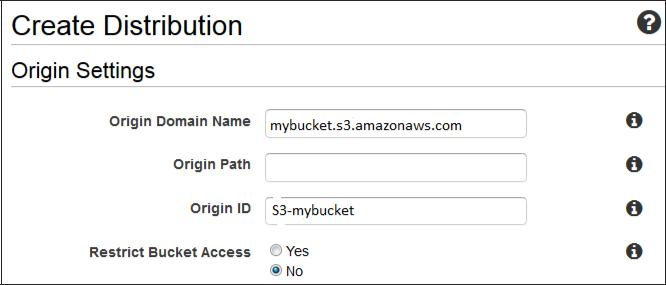 Create Distribution
Origin Settings
Origin Domain Name mybucket.s3.amazonaws.com
Origin Path
Origin ID S3-mybucket
Restrict Bucket Access Yes
No